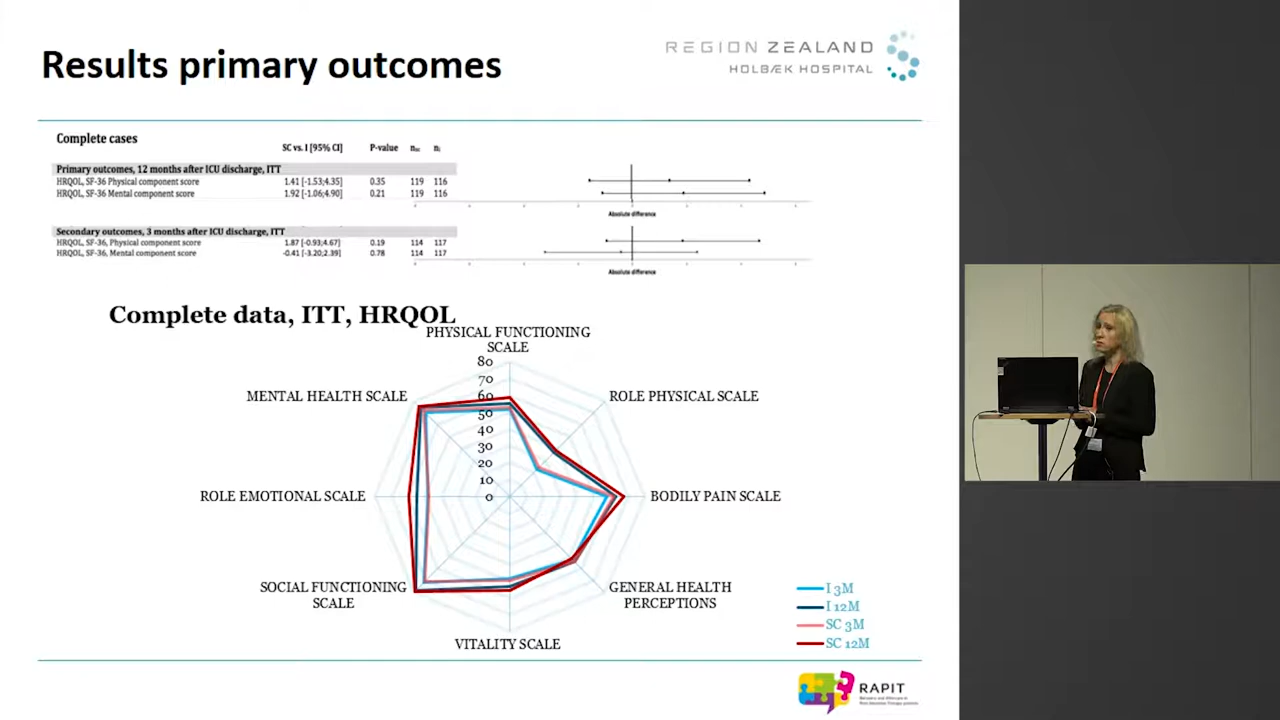 Results primary outcomes
REGION ZEALAND
HOLBÆK HOSPITAL
Complete cases
SC vs. I [95% CI] P-value nsc nI
Primary outcomes, 12 months after ICU discharge, ITT
HRQOL, SF-36 Physical component score 1.41 [-1.53;4.35] 0.35 119 116
HRQOL, SF-36 Mental component score 1.92 [-1.06;4.90] 0.21 119 116
Absolute difference
Secondary outcomes, 3 months after ICU discharge, ITT
HRQOL, SF-36, Physical component score 1.87 [-0.93;4.67] 0.19 114 117
HRQOL, SF-36, Mental component score -0.41 [-3.20;2.39] 0.78 114 117
Absolute difference
Complete data, ITT, HRQOL
PHYSICAL FUNCTIONING
SCALE
80
70
60
50
40
30
20
10
0
MENTAL HEALTH SCALE
ROLE PHYSICAL SCALE
ROLE EMOTIONAL SCALE
BODILY PAIN SCALE
SOCIAL FUNCTIONING
SCALE
GENERAL HEALTH
PERCEPTIONS
VITALITY SCALE
I 3M
I 12M
SC 3M
SC 12M
RAPIT